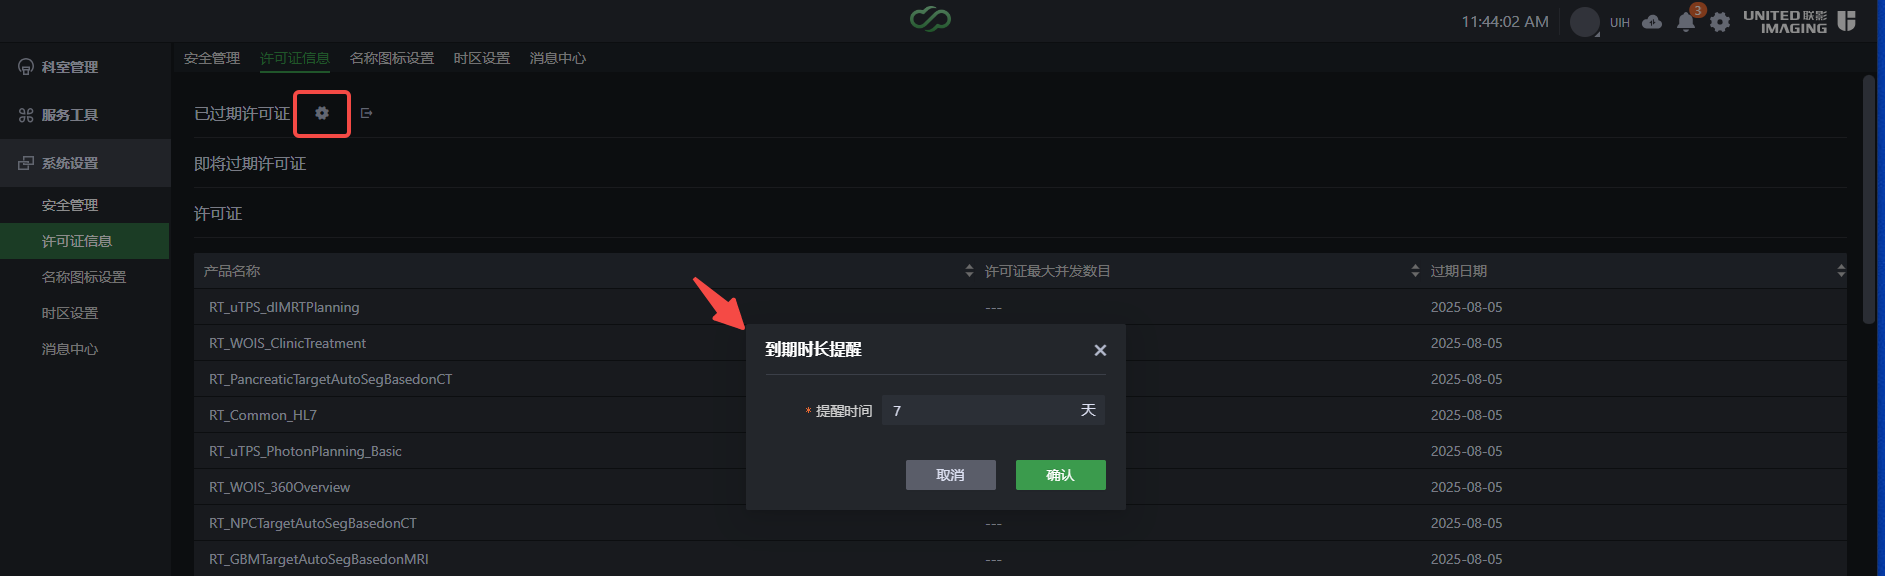 11:44:02 AM UIH 3 UNITED 联影 IMAGING
科室管理
服务工具
系统设置
安全管理
许可证信息
名称图标设置
时区设置
消息中心
安全管理 许可证信息 名称图标设置 时区设置 消息中心
已过期许可证
即将过期许可证
许可证
产品名称 许可证最大并发数目 过期日期
RT_uTPS_dIMRTPlanning --- 2025-08-05
RT_WOIS_ClinicTreatment 2025-08-05
RT_PancreaticTargetAutoSegBasedonCT 2025-08-05
RT_Common_HL7 2025-08-05
RT_uTPS_PhotonPlanning_Basic 2025-08-05
RT_WOIS_360Overview 2025-08-05
RT_NPCTargetAutoSegBasedonCT --- 2025-08-05
RT_GBMTargetAutoSegBasedonMRI --- 2025-08-05
到期时长提醒
* 提醒时间 7 天
取消 确认